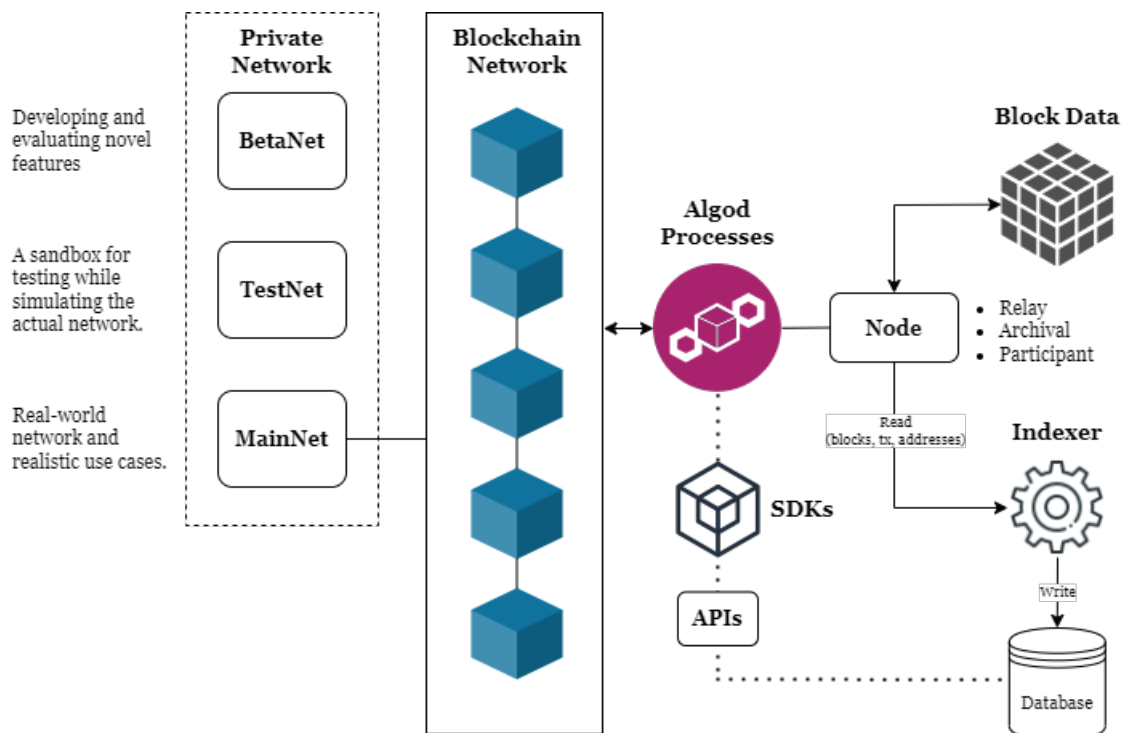 Private
Network
Blockchain
Network
Developing and
evaluating novel
features
BetaNet
A sandbox for
testing while
simulating the
actual network.
TestNet
Real-world
network and
realistic use cases.
MainNet
Algod
Processes
Block Data
Node
• Relay
• Archival
• Participant
Read
(blocks, tx, addresses)
Indexer
SDKs
Write
APIs
Database